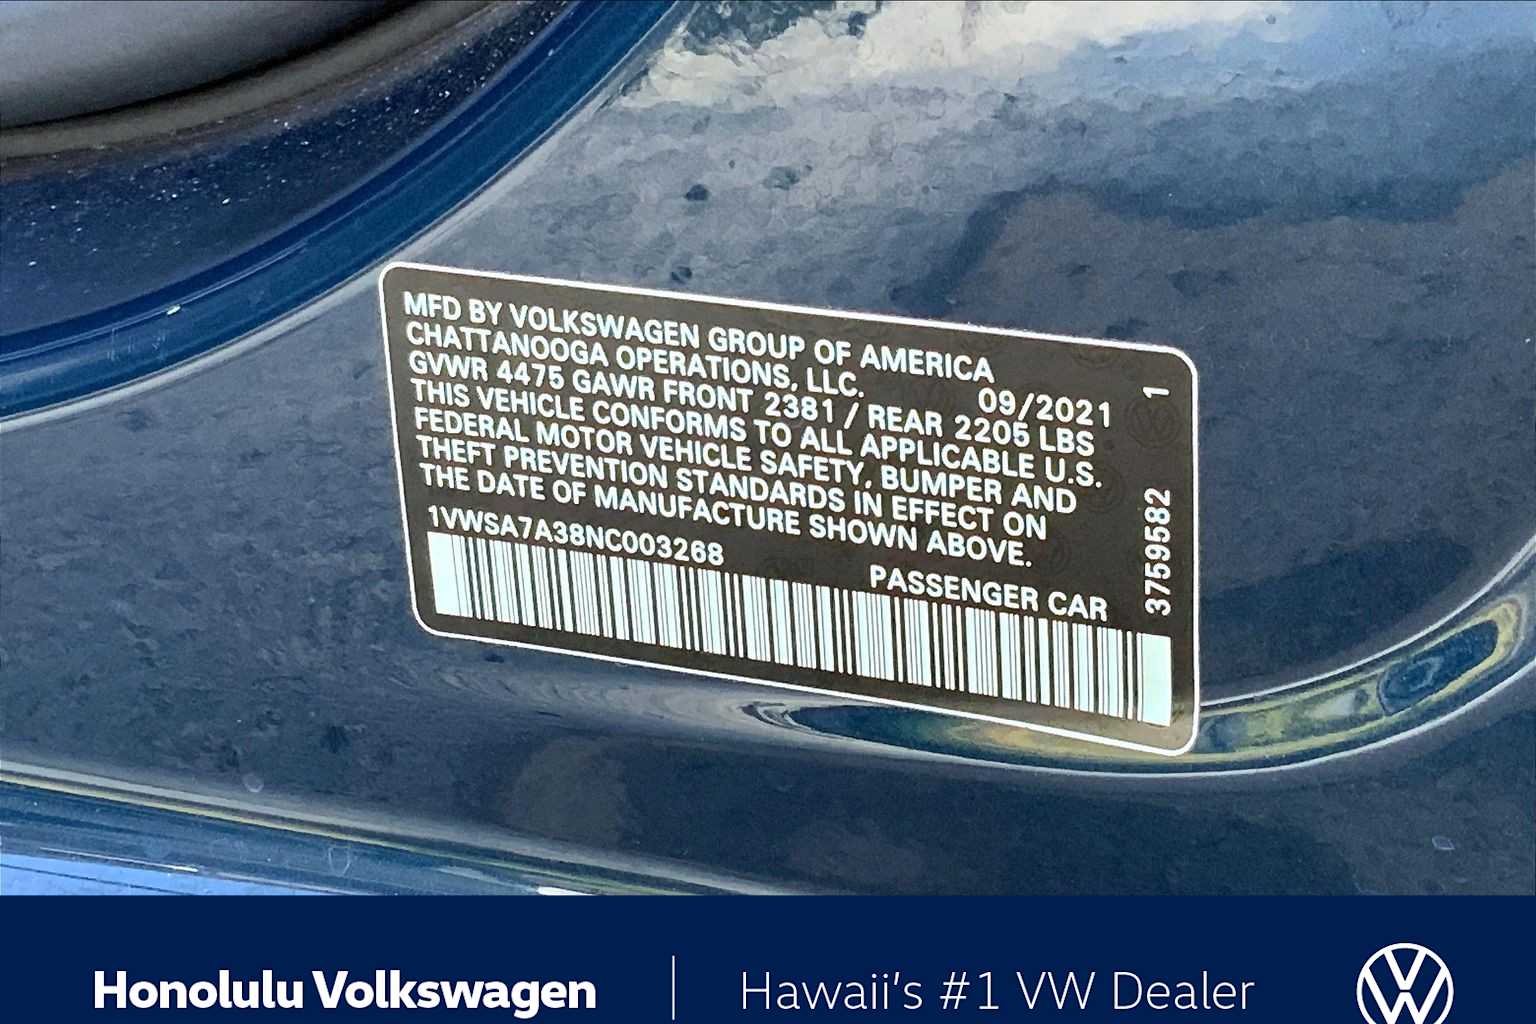 MFD BY VOLKSWAGEN GROUP OF AMERICA
CHATTANOOGA OPERATIONS, LLC.
09/2021
GVWR 4475 GAWR FRONT 2381 / REAR 2205 LBS
THIS VEHICLE CONFORMS TO ALL APPLICABLE U.S.
FEDERAL MOTOR VEHICLE SAFETY, BUMPER AND
THEFT PREVENTION STANDARDS IN EFFECT ON
THE DATE OF MANUFACTURE SHOWN ABOVE.
1VWSA7A38NC003268
PASSENGER CAR
3759582
1
Honolulu Volkswagen
Hawaii's #1 VW Dealer